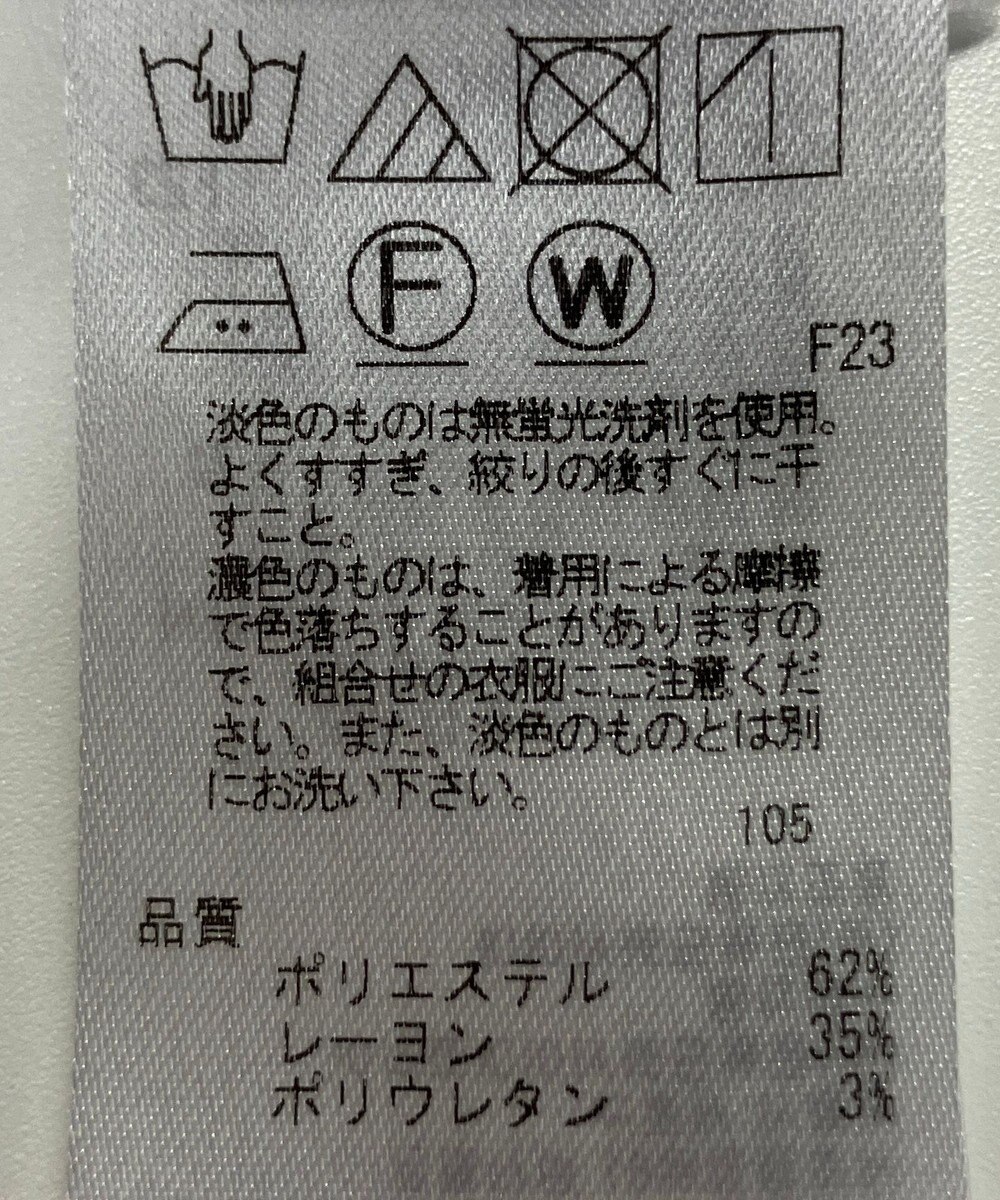 F W
F23
淡色のものは無蛍光洗剤を使用。
よくすすぎ、絞りの後すぐに干
すこと。
濃色のものは、着用による摩擦
で色落ちすることがありますの
で、組合せの衣服にご注意くだ
さい。また、淡色のものとは別
にお洗い下さい。
105
品質
ポリエステル 62%
レーヨン 35%
ポリウレタン 3%